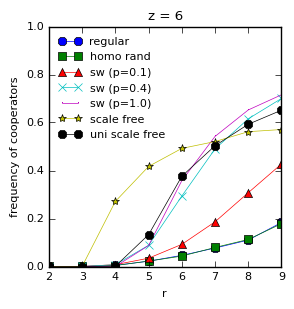 z = 6
regular
homo rand
sw (p=0.1)
sw (p=0.4)
sw (p=1.0)
scale free
uni scale free
frequency of cooperators
1.0
0.8
0.6
0.4
0.2
0.0
2 3 4 5 6 7 8 9
r